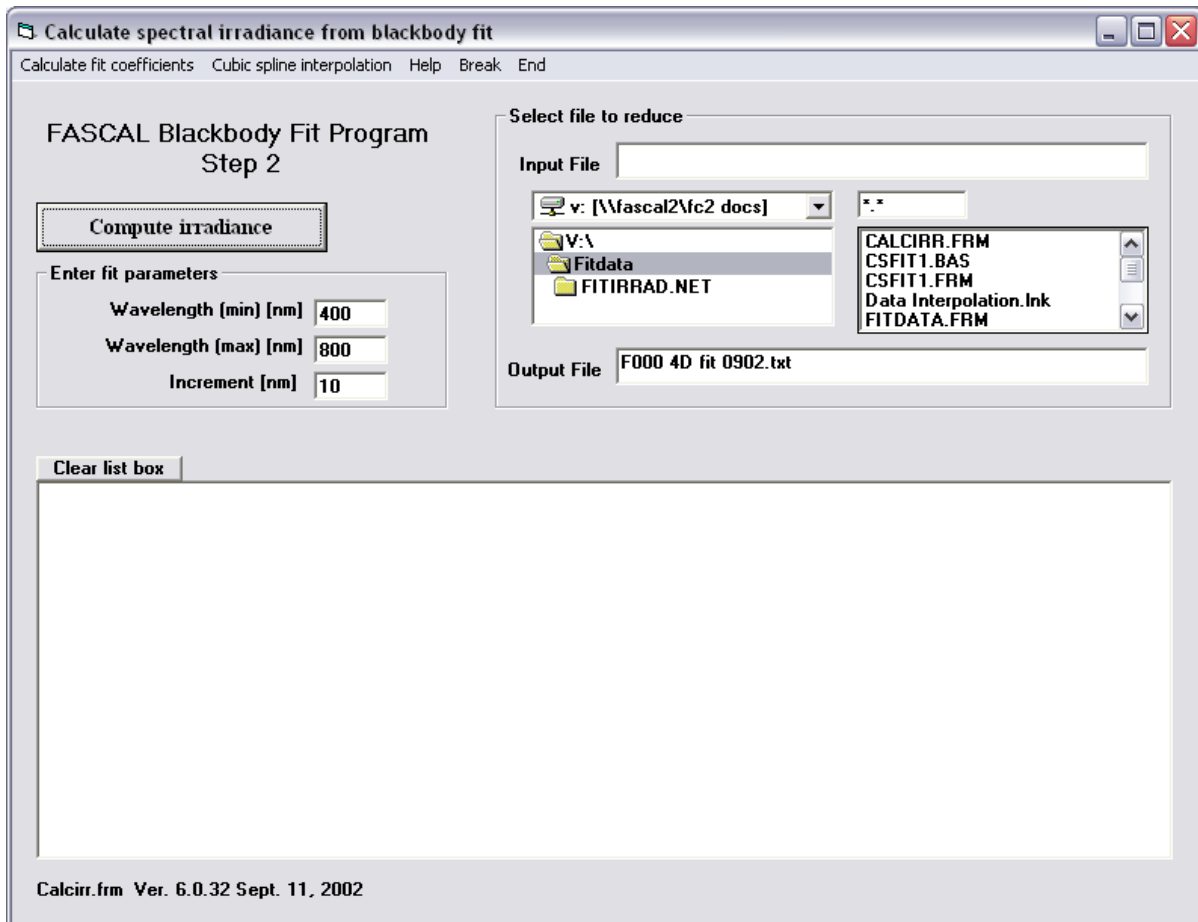 Calculate spectral irradiance from blackbody fit
Calculate fit coefficients Cubic spline interpolation Help Break End
FASCAL Blackbody Fit Program
Step 2
Compute irradiance
Enter fit parameters
Wavelength (min) [nm] 400
Wavelength (max) [nm] 800
Increment [nm] 10
Select file to reduce
Input File
v: [\\fascal2\fc2 docs]
*.*
V:\
Fitdata
FITIRRAD.NET
CALCIRR.FRM
CSFIT1.BAS
CSFIT1.FRM
Data Interpolation.lnk
FITDATA.FRM
Output File F000 4D fit 0902.txt
Clear list box
Calcirr.frm Ver. 6.0.32 Sept. 11, 2002